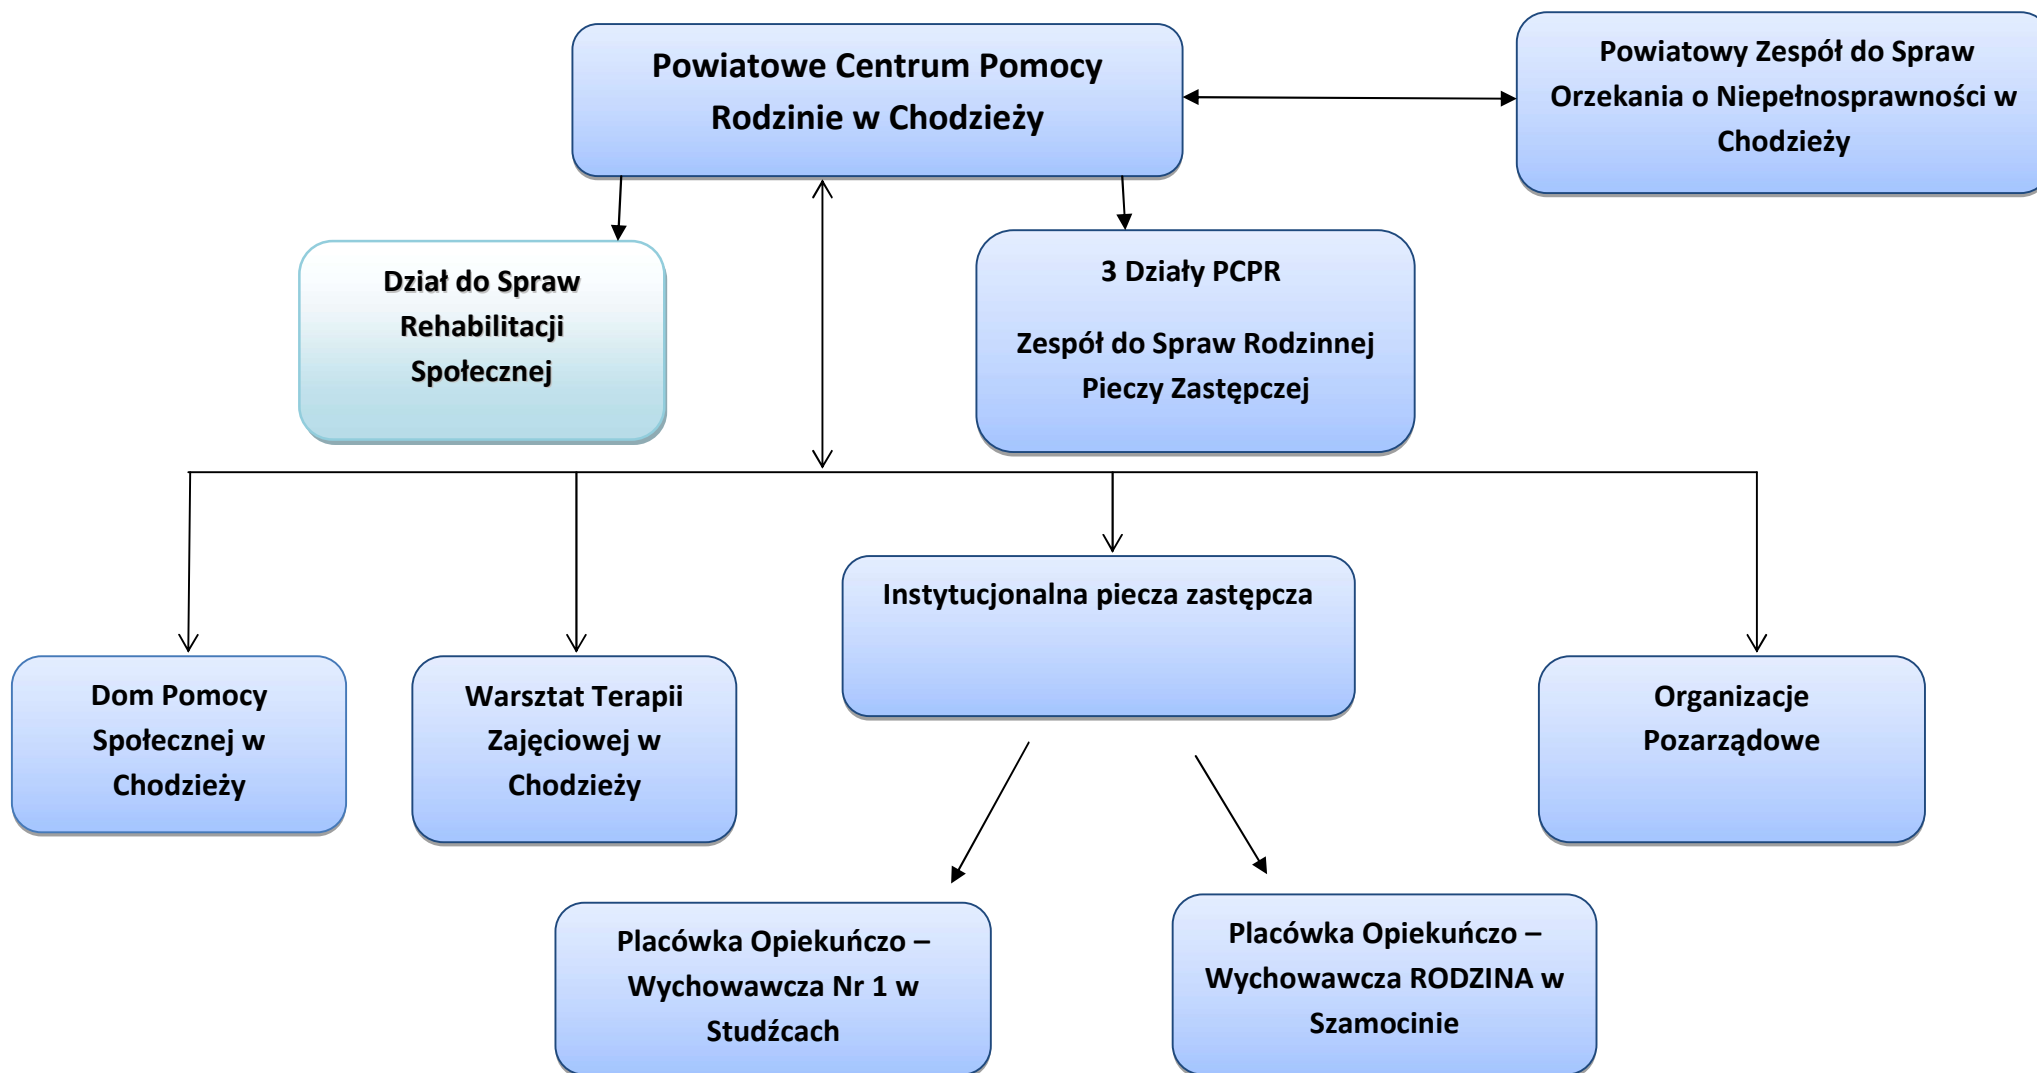 Powiatowe Centrum Pomocy
Rodzinie w Chodzieży
Powiatowy Zespół do Spraw
Orzekania o Niepełnosprawności w
Chodzieży
Dział do Spraw
Rehabilitacji
Społecznej
3 Działy PCPR
Zespół do Spraw Rodzinnej
Pieczy Zastępczej
Instytucjonalna piecza zastępcza
Dom Pomocy
Społecznej w
Chodzieży
Warsztat Terapii
Zajęciowej w
Chodzieży
Organizacje
Pozarządowe
Placówka Opiekuńczo –
Wychowawcza Nr 1 w
Studźcach
Placówka Opiekuńczo –
Wychowawcza RODZINA w
Szamocinie